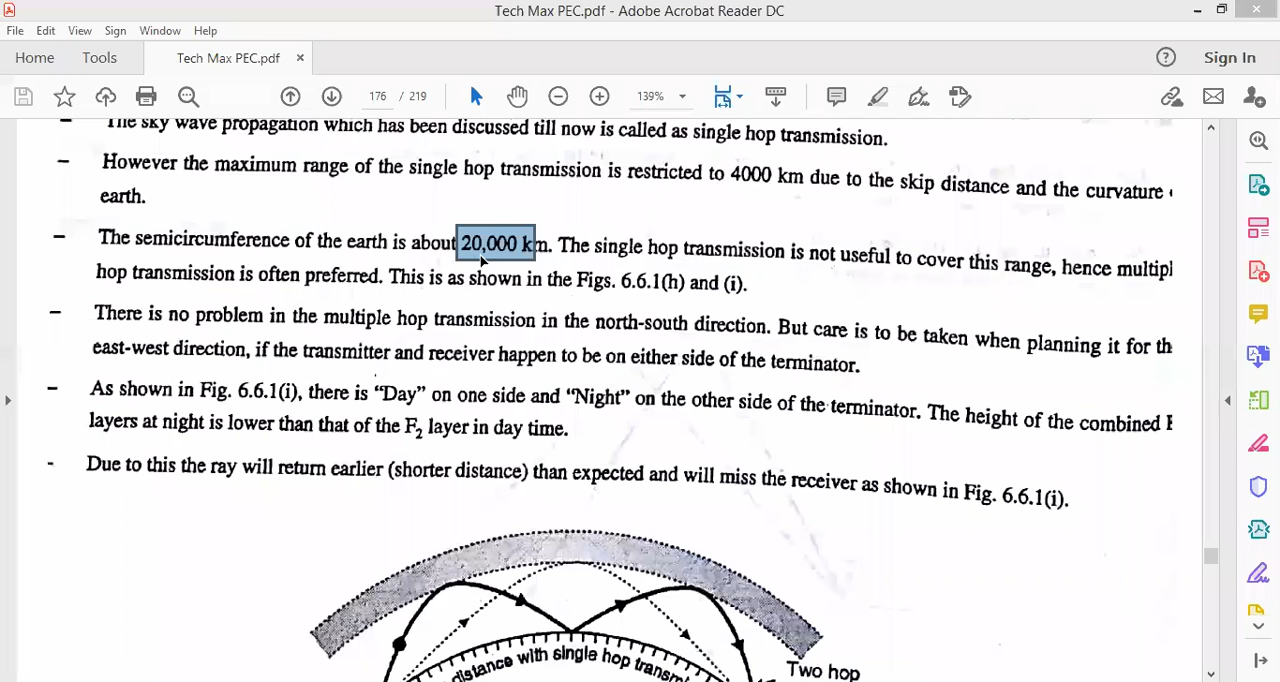 Tech Max PEC.pdf - Adobe Acrobat Reader DC
File Edit View Sign Window Help
Home Tools Tech Max PEC.pdf × Sign In
176 / 219 139%
– The sky wave propagation which has been discussed till now is called as single hop transmission.
– However the maximum range of the single hop transmission is restricted to 4000 km due to the skip distance and the curvature
earth.
– The semicircumference of the earth is about 20,000 km. The single hop transmission is not useful to cover this range, hence multipl
hop transmission is often preferred. This is as shown in the Figs. 6.6.1(h) and (i).
– There is no problem in the multiple hop transmission in the north-south direction. But care is to be taken when planning it for th
east-west direction, if the transmitter and receiver happen to be on either side of the terminator.
– As shown in Fig. 6.6.1(i), there is “Day” on one side and “Night” on the other side of the terminator. The height of the combined
layers at night is lower than that of the F2 layer in day time.
- Due to this the ray will return earlier (shorter distance) than expected and will miss the receiver as shown in Fig. 6.6.1(i).
distance with single hop transm
Two hop